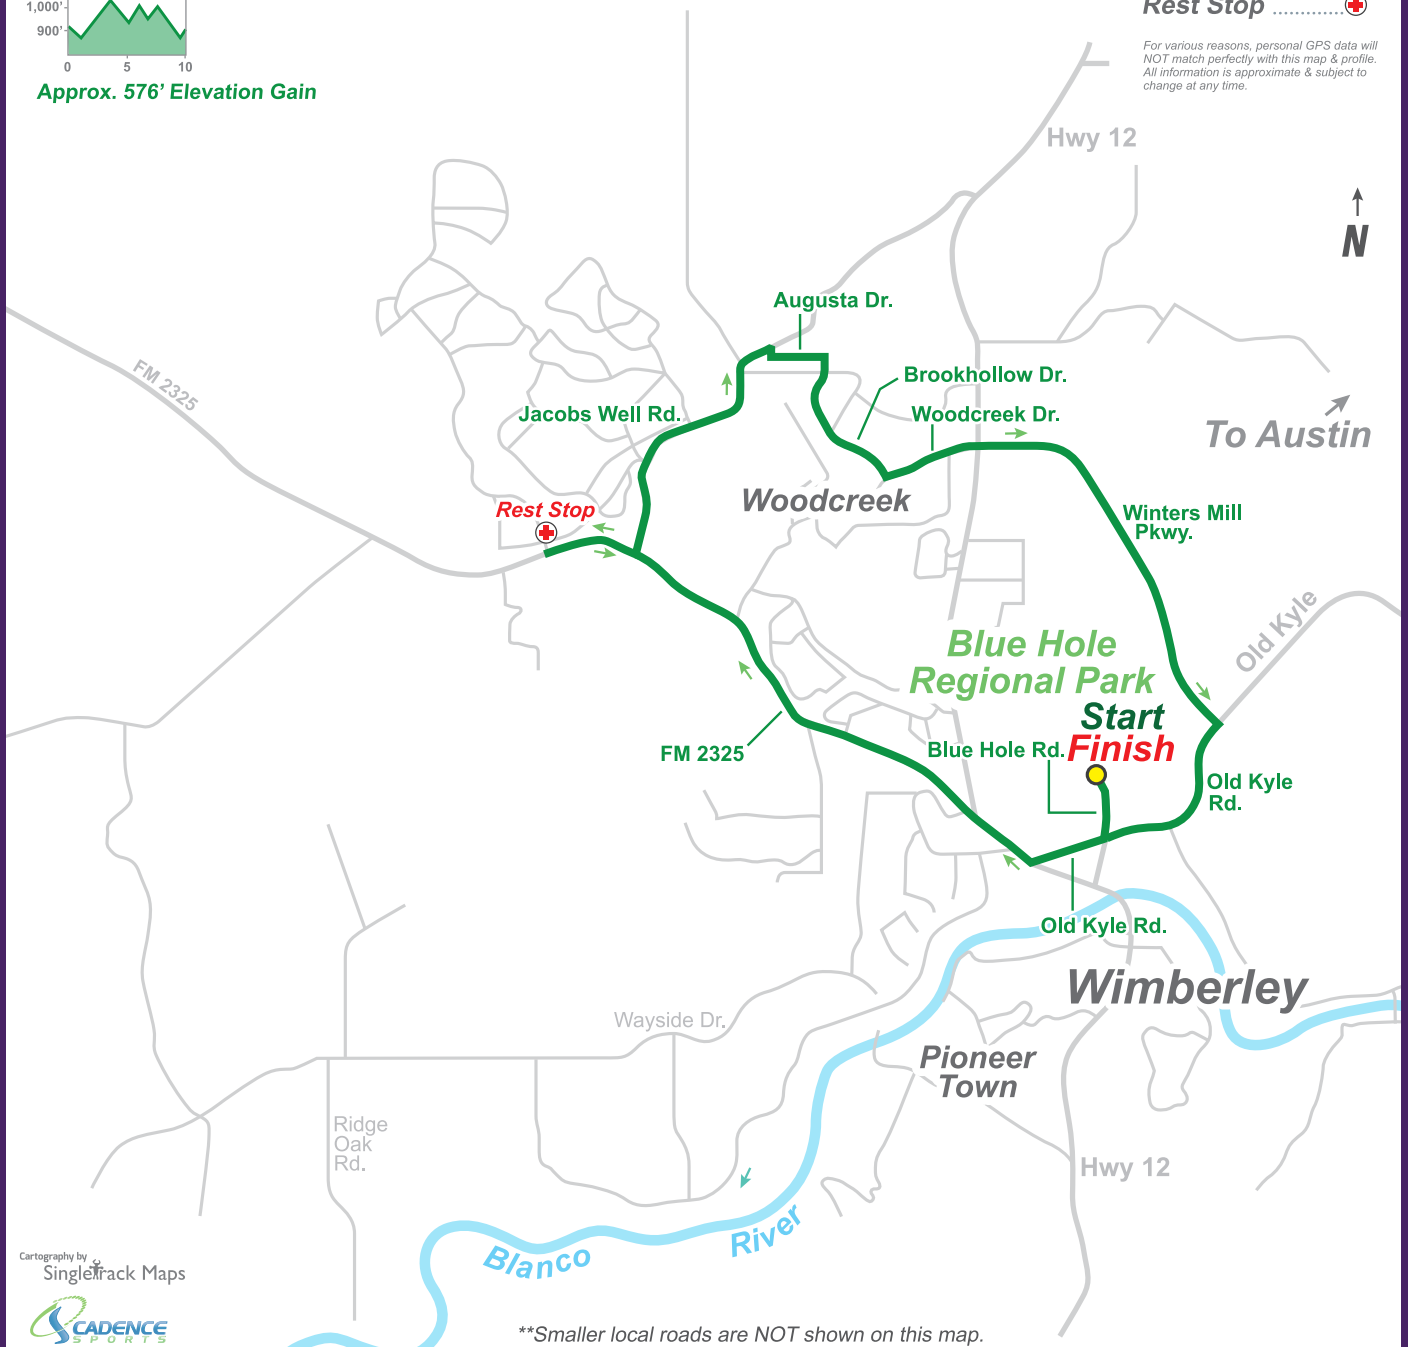 1,000'
900'
0 5 10
Approx. 576’ Elevation Gain
Rest Stop ............
For various reasons, personal GPS data will
NOT match perfectly with this map & profile.
All information is approximate & subject to
change at any time.
Hwy 12
N
Augusta Dr.
FM 2325
Brookhollow Dr.
Jacobs Well Rd.
Woodcreek Dr.
To Austin
Woodcreek
Rest Stop
Winters Mill
Pkwy.
Old Kyle
Blue Hole
Regional Park
Start
Finish
Blue Hole Rd.
FM 2325
Old Kyle
Rd.
Old Kyle Rd.
Wimberley
Wayside Dr.
Pioneer
Town
Ridge
Oak
Rd.
Hwy 12
Blanco
River
Cartography by
SingleTrack Maps
CADENCE
SPORTS
**Smaller local roads are NOT shown on this map.